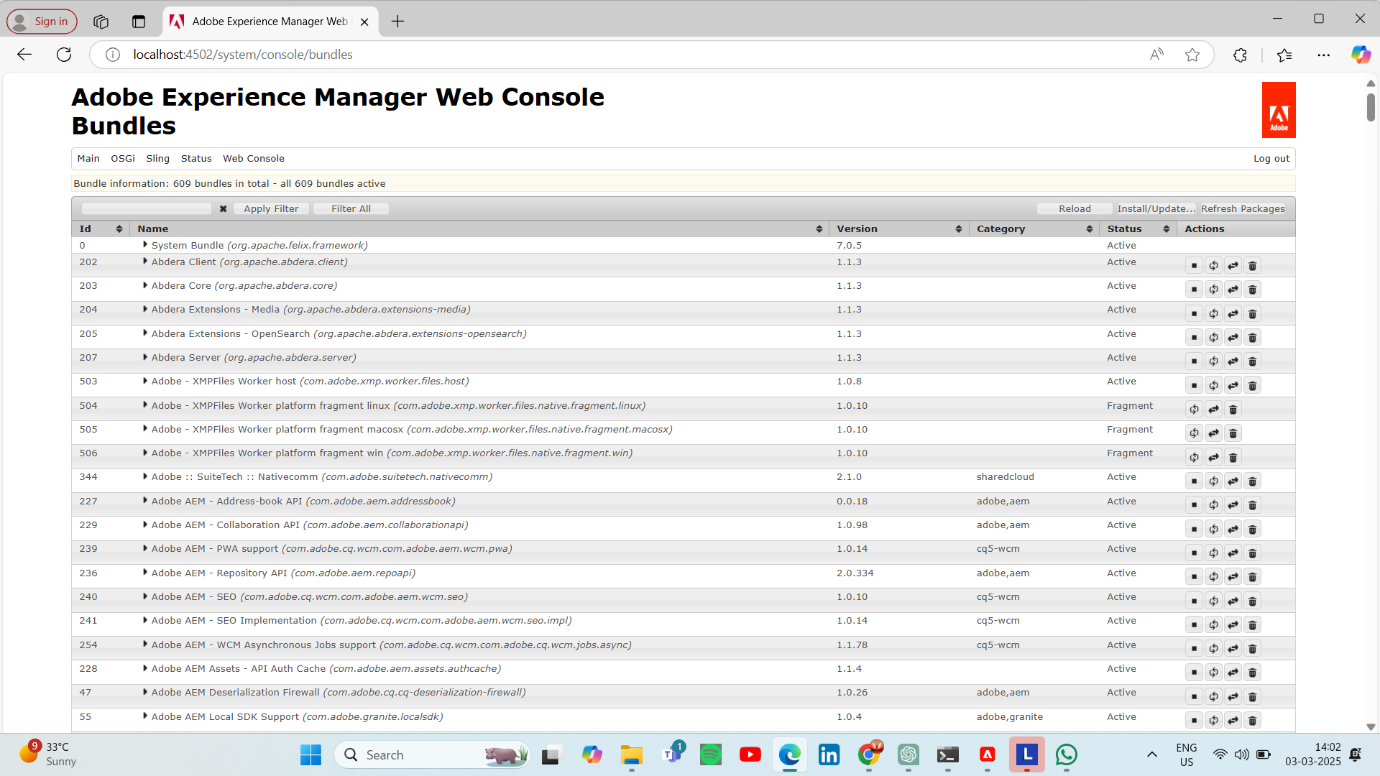 Sign in
Adobe Experience Manager Web
localhost:4502/system/console/bundles
Adobe Experience Manager Web Console
Bundles
Adobe
Main OSGi Sling Status Web Console Log out
Bundle information: 609 bundles in total - all 609 bundles active
Apply Filter Filter All Reload Install/Update... Refresh Packages
Id Name Version Category Status Actions
0 System Bundle (org.apache.felix.framework) 7.0.5 Active
202 Abdera Client (org.apache.abdera.client) 1.1.3 Active
203 Abdera Core (org.apache.abdera.core) 1.1.3 Active
204 Abdera Extensions - Media (org.apache.abdera.extensions-media) 1.1.3 Active
205 Abdera Extensions - OpenSearch (org.apache.abdera.extensions-opensearch) 1.1.3 Active
207 Abdera Server (org.apache.abdera.server) 1.1.3 Active
503 Adobe - XMPFiles Worker host (com.adobe.xmp.worker.files.host) 1.0.8 Active
504 Adobe - XMPFiles Worker platform fragment linux (com.adobe.xmp.worker.files.native.fragment.linux) 1.0.10 Fragment
505 Adobe - XMPFiles Worker platform fragment macosx (com.adobe.xmp.worker.files.native.fragment.macosx) 1.0.10 Fragment
506 Adobe - XMPFiles Worker platform fragment win (com.adobe.xmp.worker.files.native.fragment.win) 1.0.10 Fragment
344 Adobe :: SuiteTech :: Nativecomm (com.adobe.suitetech.nativecomm) 2.1.0 sharedcloud Active
227 Adobe AEM - Address-book API (com.adobe.aem.addressbook) 0.0.18 adobe,aem Active
229 Adobe AEM - Collaboration API (com.adobe.aem.collaborationapi) 1.0.98 adobe,aem Active
239 Adobe AEM - PWA support (com.adobe.cq.wcm.com.adobe.aem.wcm.pwa) 1.0.14 cq5-wcm Active
236 Adobe AEM - Repository API (com.adobe.aem.repoapi) 2.0.334 adobe,aem Active
240 Adobe AEM - SEO (com.adobe.cq.wcm.com.adobe.aem.wcm.seo) 1.0.10 cq5-wcm Active
241 Adobe AEM - SEO Implementation (com.adobe.cq.wcm.com.adobe.aem.wcm.seo.impl) 1.0.14 cq5-wcm Active
254 Adobe AEM - WCM Asynchronous Jobs support (com.adobe.cq.wcm.com.adobe.cq.wcm.jobs.async) 1.1.78 cq5-wcm Active
228 Adobe AEM Assets - API Auth Cache (com.adobe.aem.assets.authcache) 1.1.4 Active
47 Adobe AEM Deserialization Firewall (com.adobe.cq.cq-deserialization-firewall) 1.0.26 adobe,aem Active
55 Adobe AEM Local SDK Support (com.adobe.granite.localsdk) 1.0.4 adobe,granite Active
9 33°C
Sunny
Search
1
L
ENG
US
14:02
03-03-2025